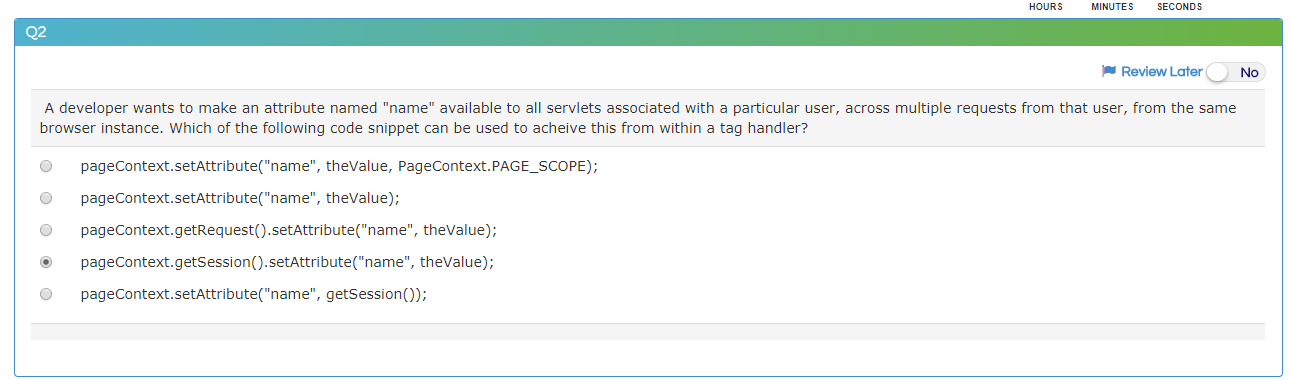 HOURS MINUTES SECONDS
Q2
Review Later No
A developer wants to make an attribute named "name" available to all servlets associated with a particular user, across multiple requests from that user, from the same
browser instance. Which of the following code snippet can be used to acheive this from within a tag handler?
pageContext.setAttribute("name", theValue, PageContext.PAGE_SCOPE);
pageContext.setAttribute("name", theValue);
pageContext.getRequest().setAttribute("name", theValue);
pageContext.getSession().setAttribute("name", theValue);
pageContext.setAttribute("name", getSession());